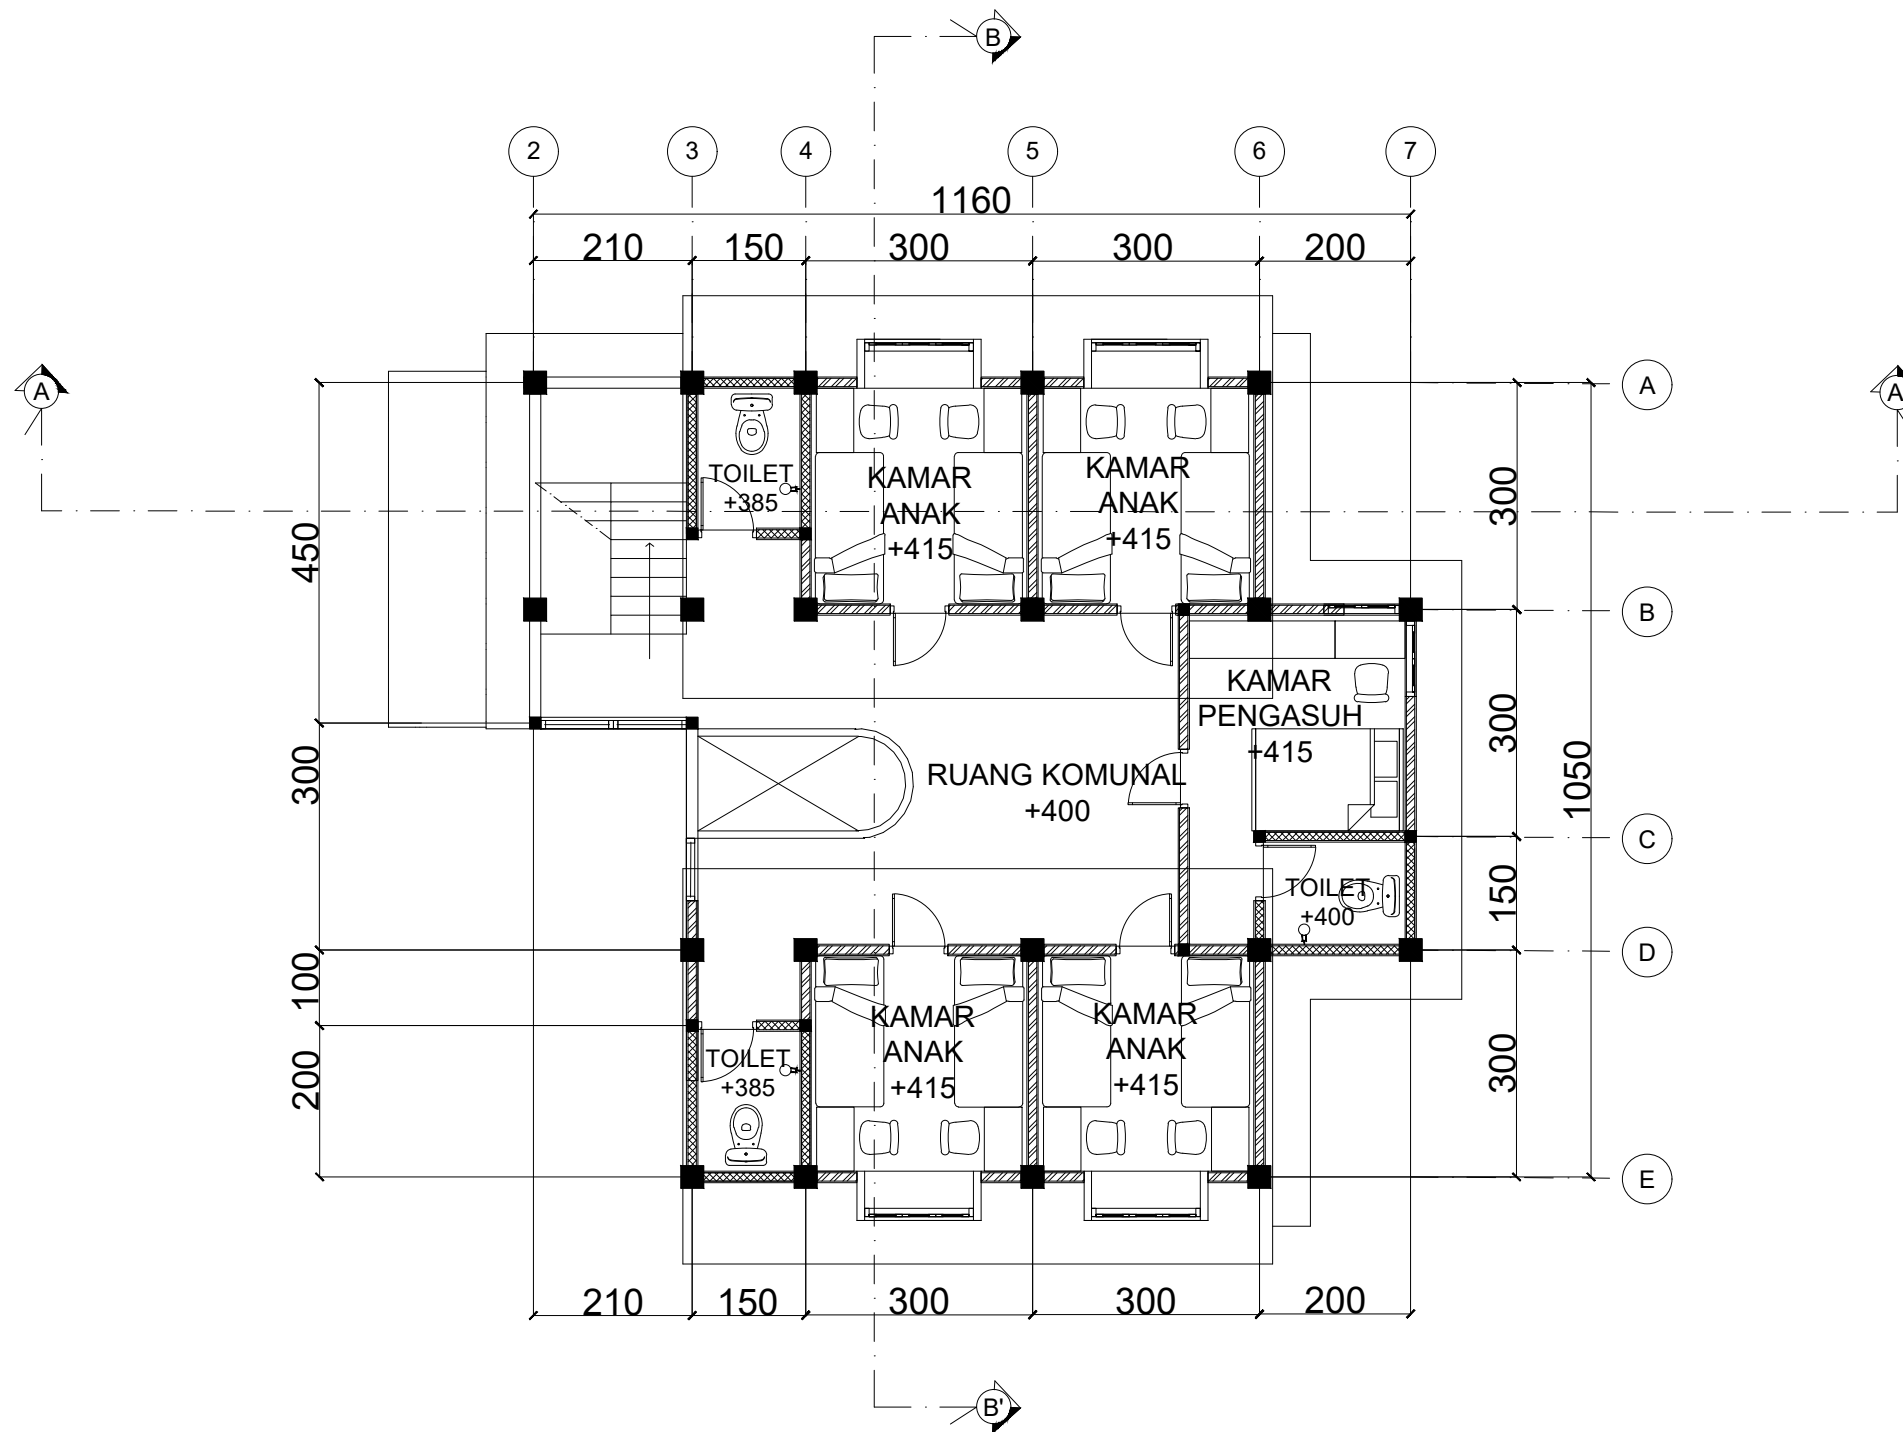 B
2
3
4
5
6
7
1160
210
150
300
300
200
A
A
A
B
C
D
E
450
300
100
200
300
300
150
300
1050
TOILET
+385
KAMAR
ANAK
+415
KAMAR
ANAK
+415
KAMAR
PENGASUH
+415
RUANG KOMUNAL
+400
TOILET
+400
TOILET
+385
KAMAR
ANAK
+415
KAMAR
ANAK
+415
210
150
300
300
200
B'